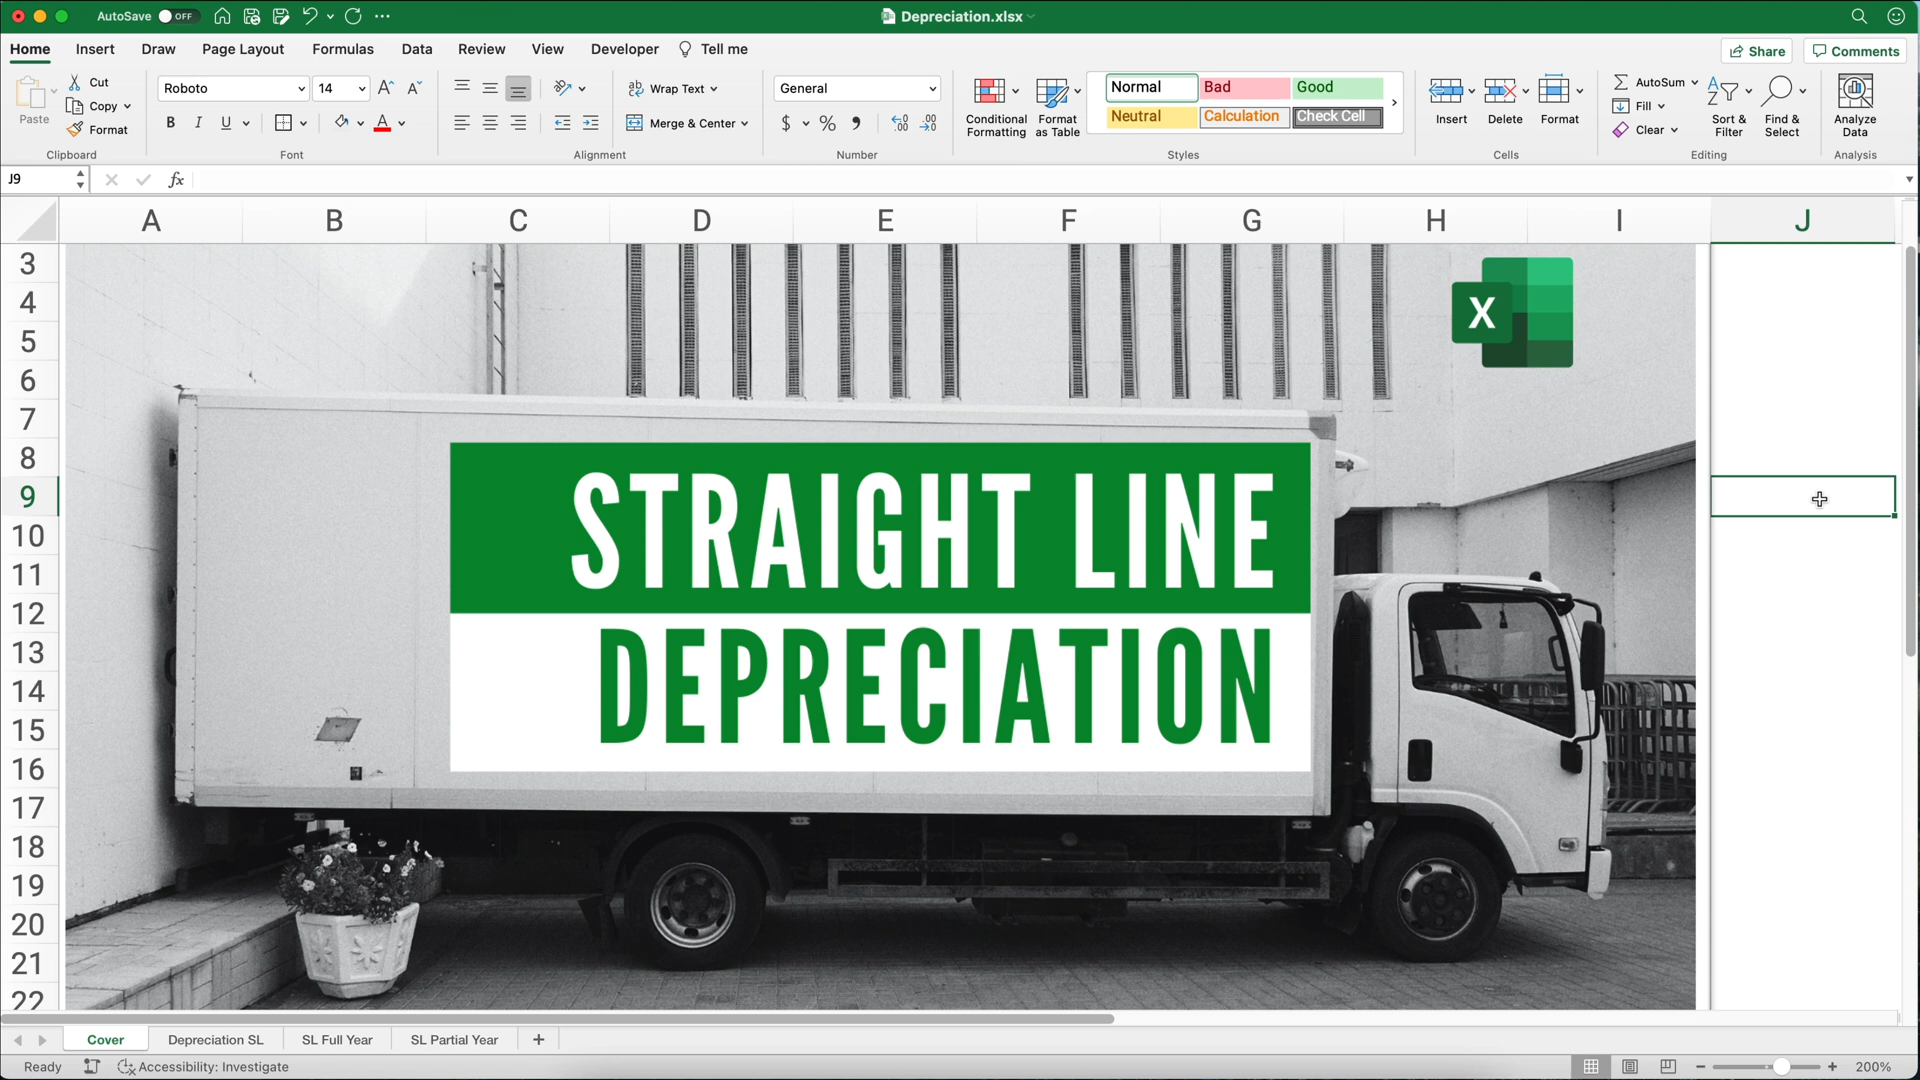 AutoSave OFF
Depreciation.xlsx
Home Insert Draw Page Layout Formulas Data Review View Developer Tell me
Share Comments
Paste
Cut
Copy
Format
Clipboard
Roboto 14
B I U A
Font
Wrap Text
Merge & Center
Alignment
General
$ % ,
Number
Conditional Formatting
Format as Table
Normal Bad Good
Neutral Calculation Check Cell
Styles
Insert Delete Format
Cells
AutoSum
Fill
Clear
Sort & Filter
Find & Select
Editing
Analyze Data
Analysis
J9
fx
A B C D E F G H I J
3
4
5
6
7
8
9
10
11
12
13
14
15
16
17
18
19
20
21
22
X
STRAIGHT LINE
DEPRECIATION
Cover Depreciation SL SL Full Year SL Partial Year +
Ready Accessibility: Investigate
200%